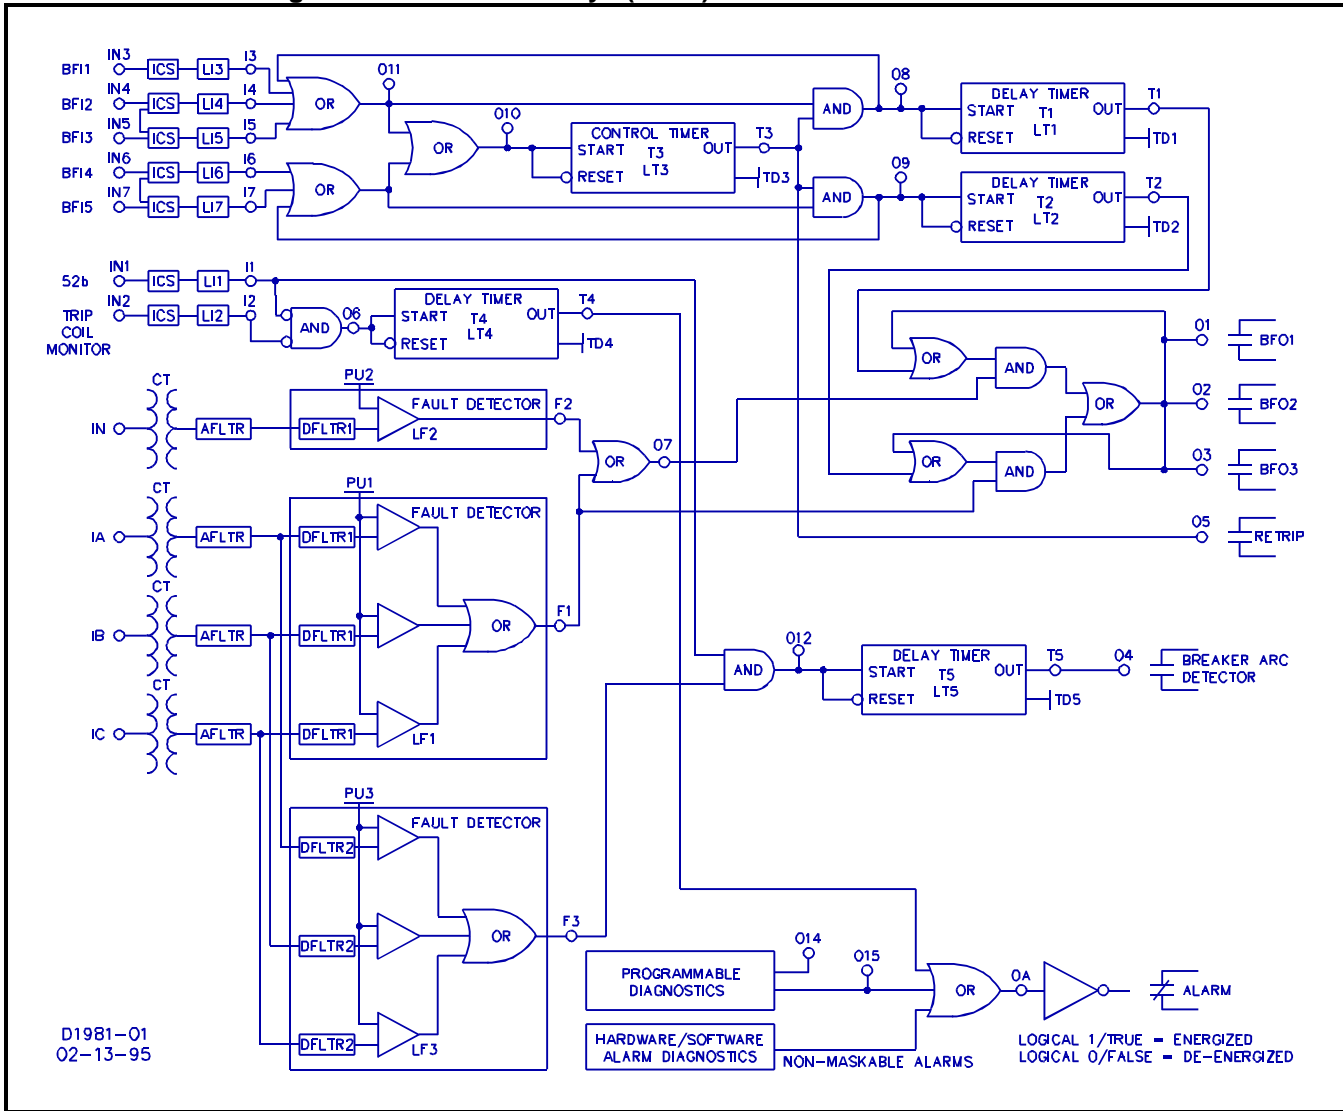 IN3
BFI1
ICS
LI3
I3
IN4
BFI2
ICS
LI4
I4
IN5
BFI3
ICS
LI5
I5
IN6
BFI4
ICS
LI6
I6
IN7
BFI5
ICS
LI7
I7
OR
OR
O11
OR
O10
CONTROL TIMER
START
T3
OUT
RESET
LT3
T3
TD3
AND
AND
O8
O9
DELAY TIMER
START
T1
OUT
RESET
LT1
T1
TD1
DELAY TIMER
START
T2
OUT
RESET
LT2
T2
TD2
52b
IN1
ICS
LI1
I1
TRIP
COIL
MONITOR
IN2
ICS
LI2
I2
AND
O6
DELAY TIMER
START
T4
OUT
RESET
LT4
T4
TD4
OR
AND
OR
OR
AND
O1
BFO1
O2
BFO2
O3
BFO3
O5
RETRIP
CT
IN
AFLTR
PU2
FAULT DETECTOR
DFLTR1
LF2
F2
OR
O7
CT
IA
AFLTR
PU1
FAULT DETECTOR
DFLTR1
CT
IB
AFLTR
DFLTR1
OR
F1
CT
IC
AFLTR
DFLTR1
LF1
AND
O12
DELAY TIMER
START
T5
OUT
RESET
LT5
T5
TD5
O4
BREAKER ARC
DETECTOR
PU3
FAULT DETECTOR
DFLTR2
DFLTR2
OR
F3
DFLTR2
LF3
PROGRAMMABLE
DIAGNOSTICS
O14
O15
HARDWARE/SOFTWARE
ALARM DIAGNOSTICS
NON-MASKABLE ALARMS
OR
OA
ALARM
LOGICAL 1/TRUE = ENERGIZED
LOGICAL 0/FALSE = DE-ENERGIZED
D1981-01
02-13-95